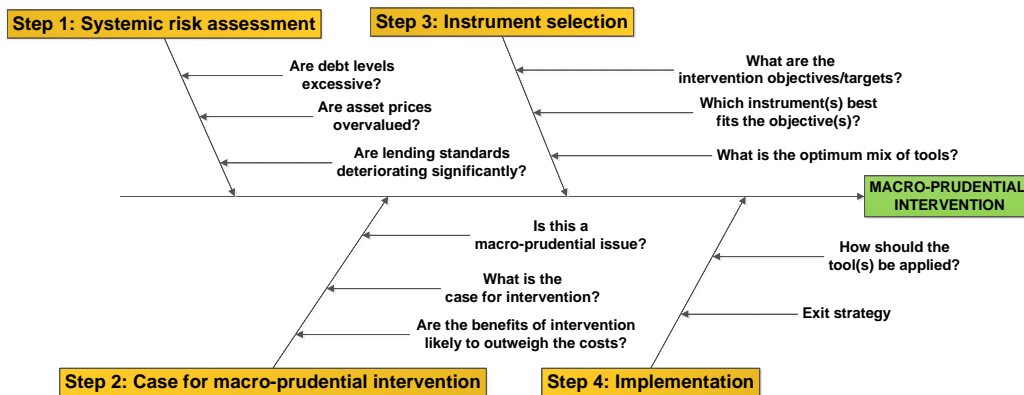 Step 1: Systemic risk assessment
Are debt levels
excessive?
Are asset prices
overvalued?
Are lending standards
deteriorating significantly?
Step 3: Instrument selection
What are the
intervention objectives/targets?
Which instrument(s) best
fits the objective(s)?
What is the optimum mix of tools?
MACRO-PRUDENTIAL
INTERVENTION
Is this a
macro-prudential issue?
What is the
case for intervention?
Are the benefits of intervention
likely to outweigh the costs?
Step 2: Case for macro-prudential intervention
How should the
tool(s) be applied?
Exit strategy
Step 4: Implementation